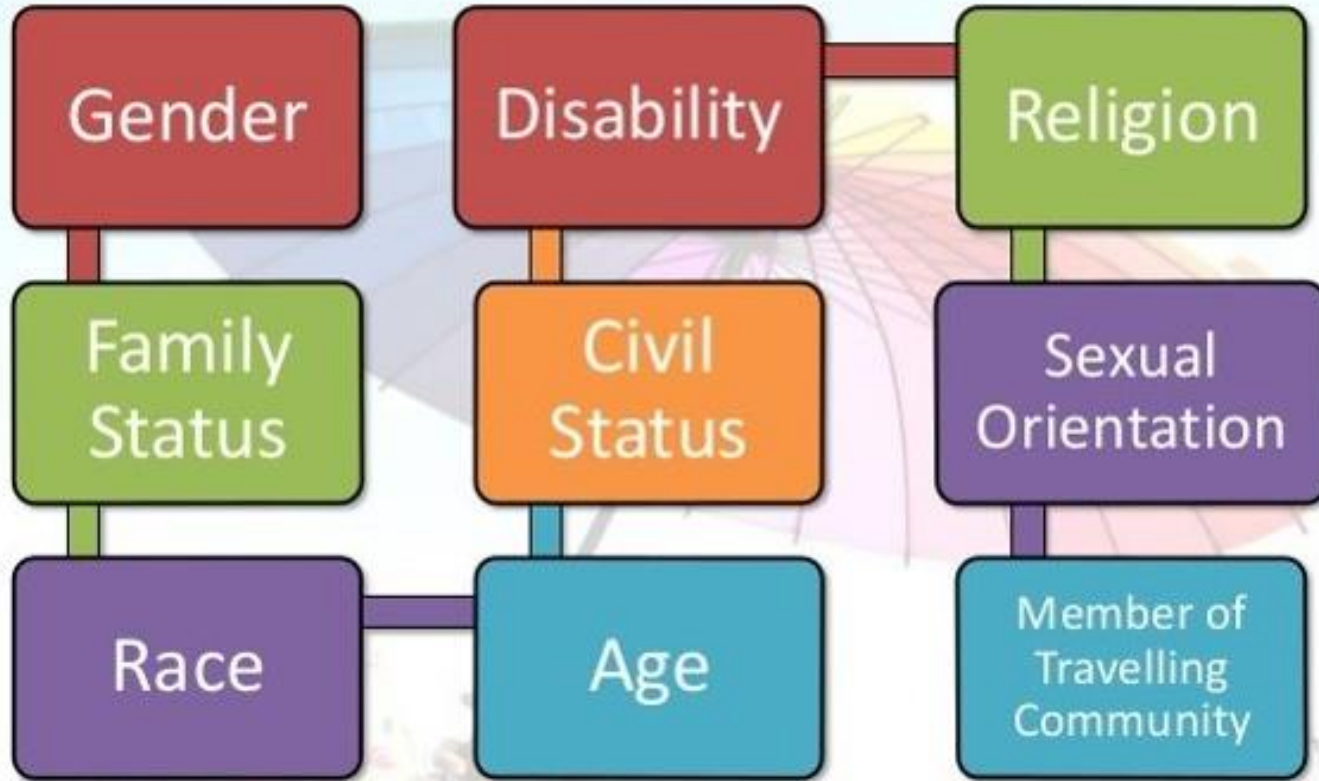 Gender
Disability
Religion
Family
Status
Civil
Status
Sexual
Orientation
Race
Age
Member of
Travelling
Community